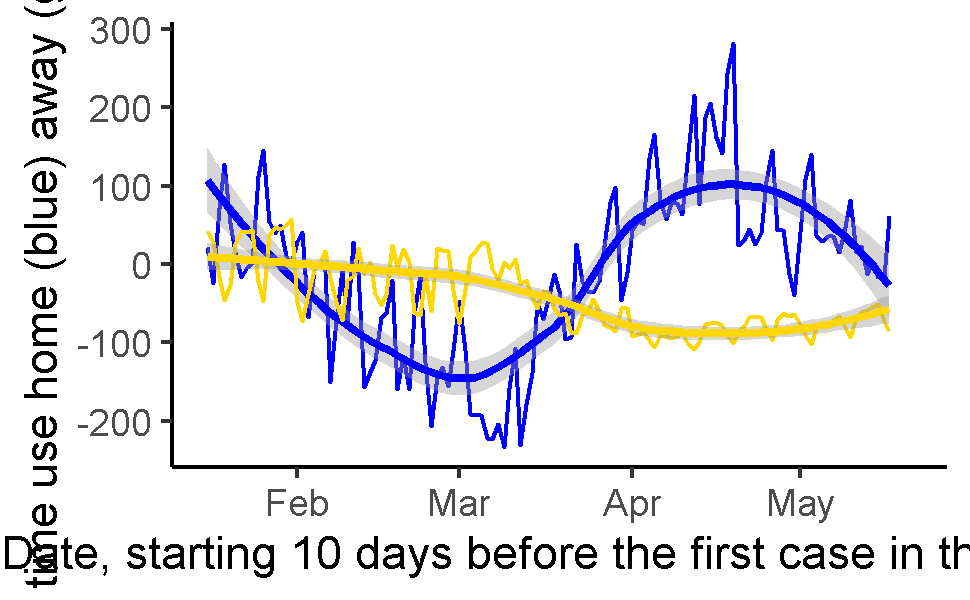 time use home (blue) away (
300
200
100
0
-100
-200
Feb Mar Apr May
Date, starting 10 days before the first case in th